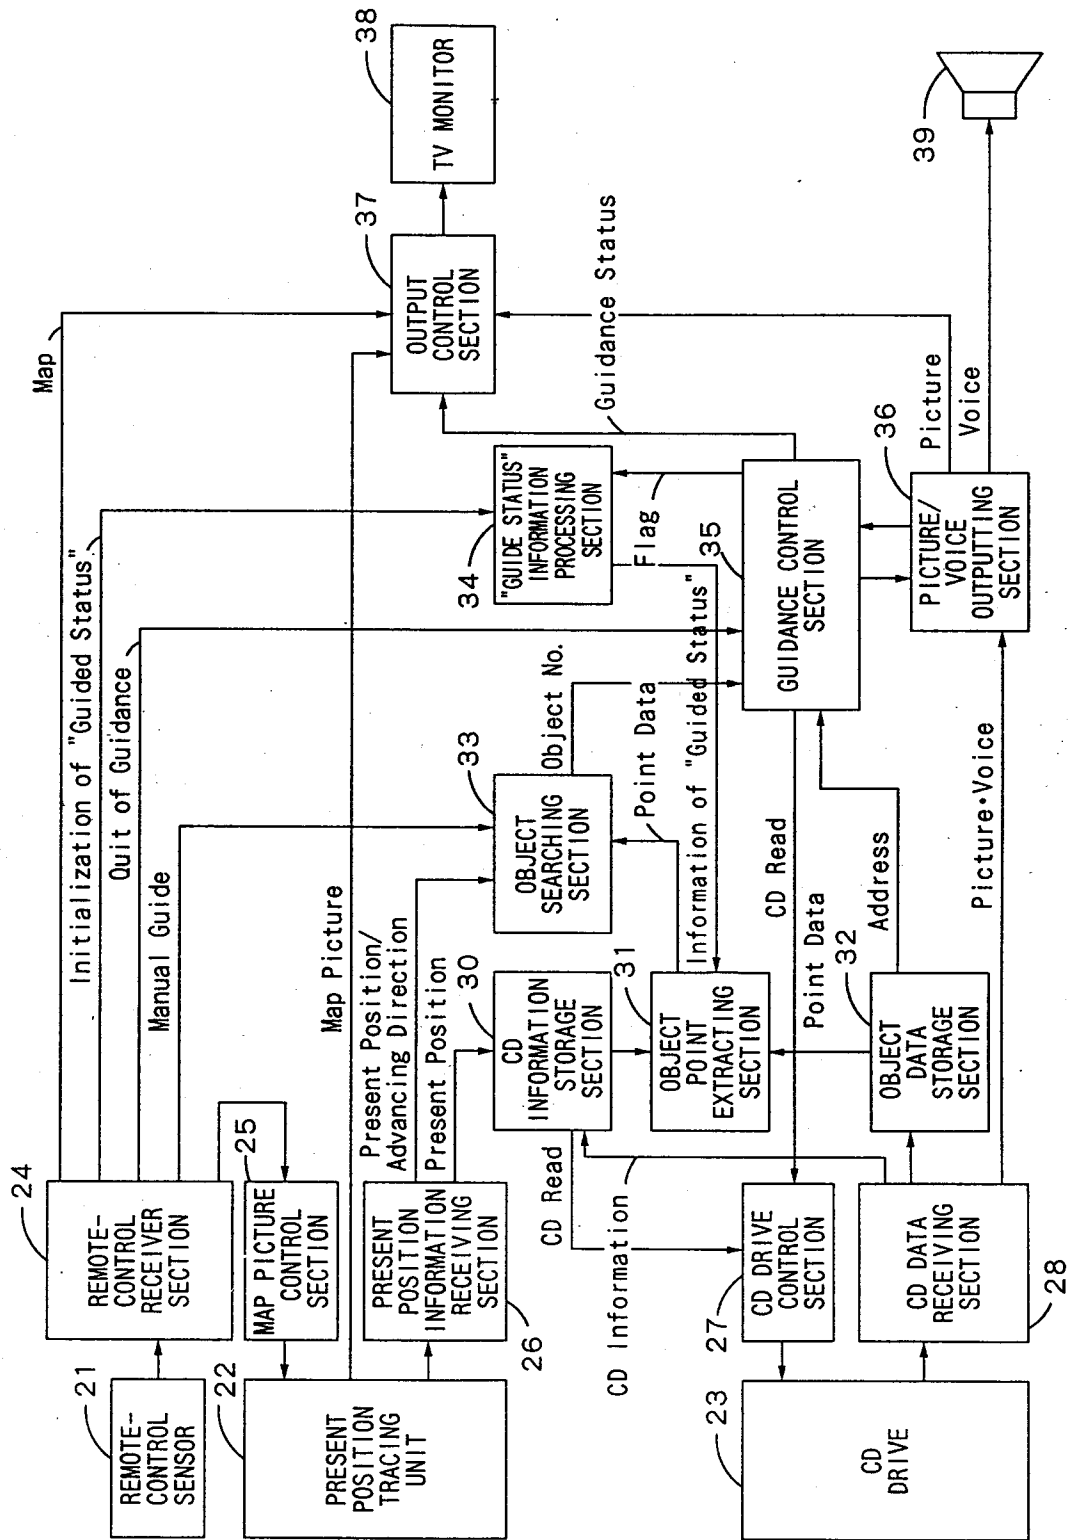 21
REMOTE-
CONTROL
SENSOR
24
REMOTE-
CONTROL
RECEIVER
SECTION
Map
Initialization of "Guided Status"
Quit of Guidance
Manual Guide
25
MAP PICTURE
CONTROL
SECTION
22
PRESENT
POSITION
TRACING
UNIT
Map Picture
Present Position/
Advancing Direction
Present Position
PRESENT
POSITION
INFORMATION
RECEIVING
SECTION
26
30
CD
INFORMATION
STORAGE
SECTION
33
OBJECT
SEARCHING
SECTION
Object No.
Point Data
31
OBJECT
POINT
EXTRACTING
SECTION
Information of "Guided Status"
34
"GUIDE STATUS"
INFORMATION
PROCESSING
SECTION
Flag
37
OUTPUT
CONTROL
SECTION
38
TV MONITOR
Guidance Status
35
GUIDANCE CONTROL
SECTION
CD Read
CD Information
CD Read
Point Data
Address
32
OBJECT
DATA
STORAGE
SECTION
23
CD
DRIVE
27
CD DRIVE
CONTROL
SECTION
CD DATA
RECEIVING
SECTION
28
Picture•Voice
36
PICTURE/
VOICE
OUTPUTTING
SECTION
Picture
Voice
39